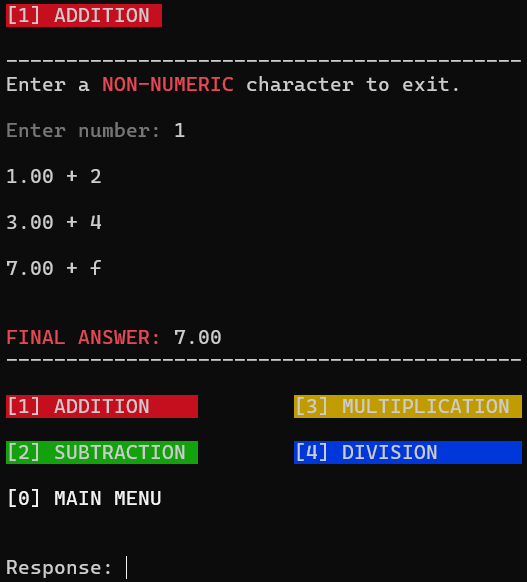 [1] ADDITION
-------------------------------------------
Enter a NON-NUMERIC character to exit.
Enter number: 1
1.00 + 2
3.00 + 4
7.00 + f
FINAL ANSWER: 7.00
-------------------------------------------
[1] ADDITION [3] MULTIPLICATION
[2] SUBTRACTION [4] DIVISION
[0] MAIN MENU
Response: